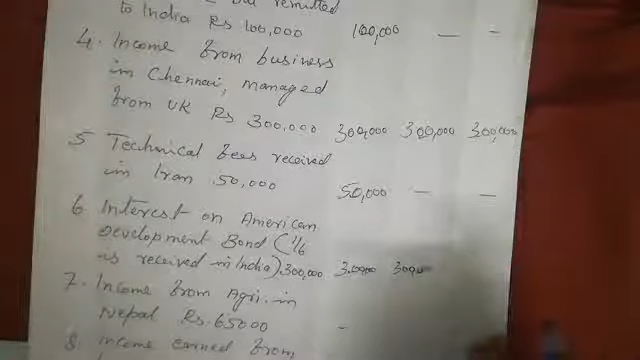 remitted
to India Rs 100,000 100,000 — —
4. Income from business
in Chennai, managed
from UK Rs 300,000 300,000 300,000 300,000
5 Technical fees received
in Iran 50,000 50,000 — —
6 Interest on American
Development Bond (1/6
is received in India) 300,000
7. Income from Agri. in
Nepal Rs. 65000 -
8. income earned from